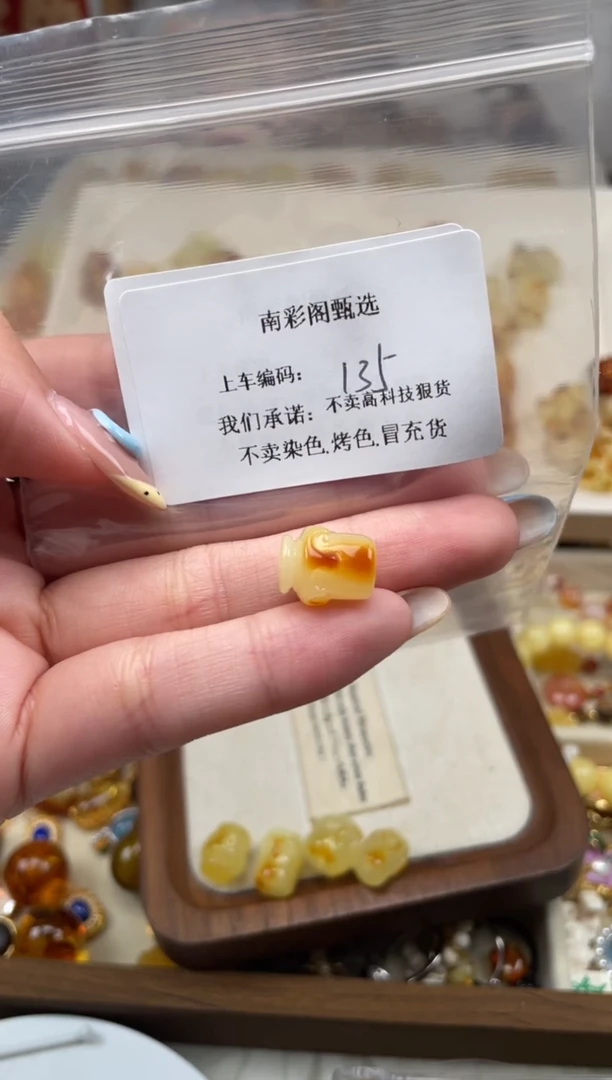 南彩阁甄选
上车编码: 135
我们承诺: 不卖高科技狠货
不卖染色.烤色.冒充货